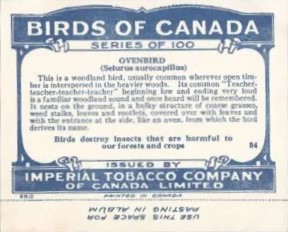 BIRDS OF CANADA
SERIES OF 100
OVENBIRD
(Seiurus aurocapillus)
This is a woodland bird, usually common wherever open tim-
ber is interspersed in the heavier woods. Its common "Teacher-
teacher-teacher-teacher" beginning low and ending very loud
is a familiar woodland sound and once heard will be remembered.
It nests on the ground, in a bulky structure of coarse grasses,
weed stalks, leaves and rootlets, covered over with leaves and
with the entrance at the side, like an oven, from which the bird
derives its name.
Birds destroy insects that are harmful to
our forests and crops
84
ISSUED BY
IMPERIAL TOBACCO COMPANY
OF CANADA LIMITED
PRINTED IN CANADA
USE THIS SPACE FOR
PASTING IN ALBUM